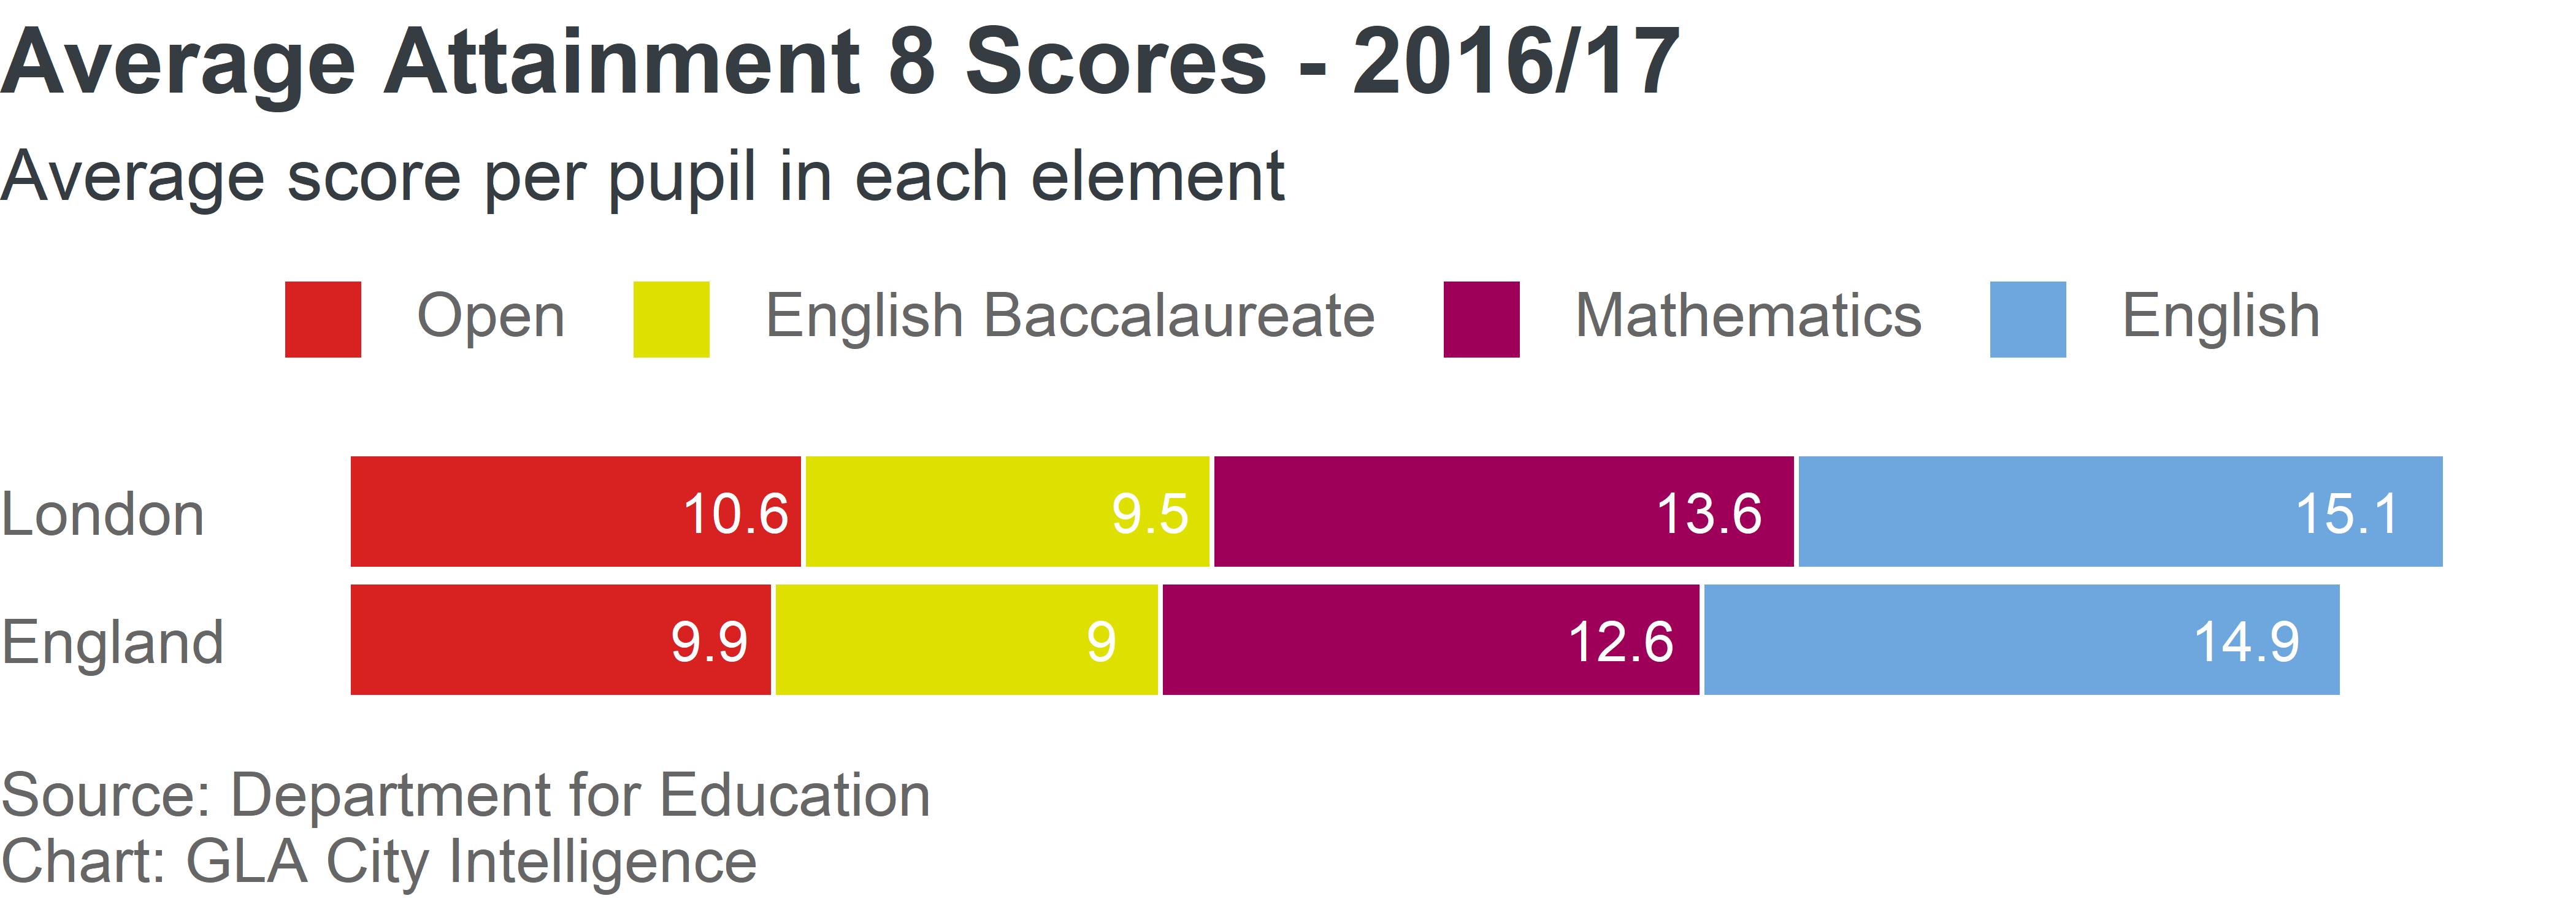 Average Attainment 8 Scores - 2016/17
Average score per pupil in each element
Open English Baccalaureate Mathematics English
London 10.6 9.5 13.6 15.1
England 9.9 9 12.6 14.9
Source: Department for Education
Chart: GLA City Intelligence